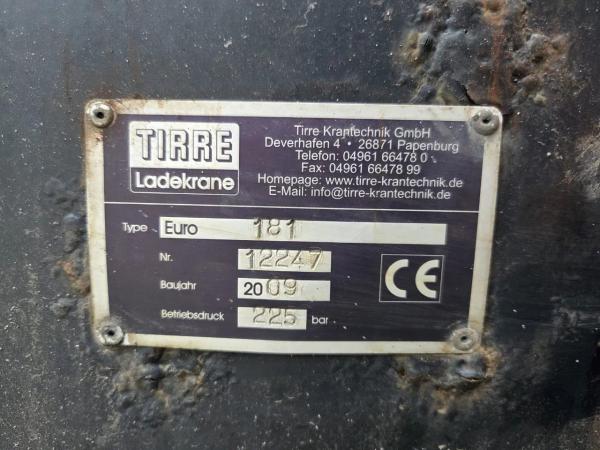 TIRRE
Ladekrane
Tirre Krantechnik GmbH
Deverhafen 4 • 26871 Papenburg
Telefon: 04961 66478 0
Fax: 04961 66478 99
Homepage: www.tirre-krantechnik.de
E-Mail: info@tirre-krantechnik.de
Type Euro 181
Nr. 12247
Baujahr 2009
Betriebsdruck 225 bar
CE